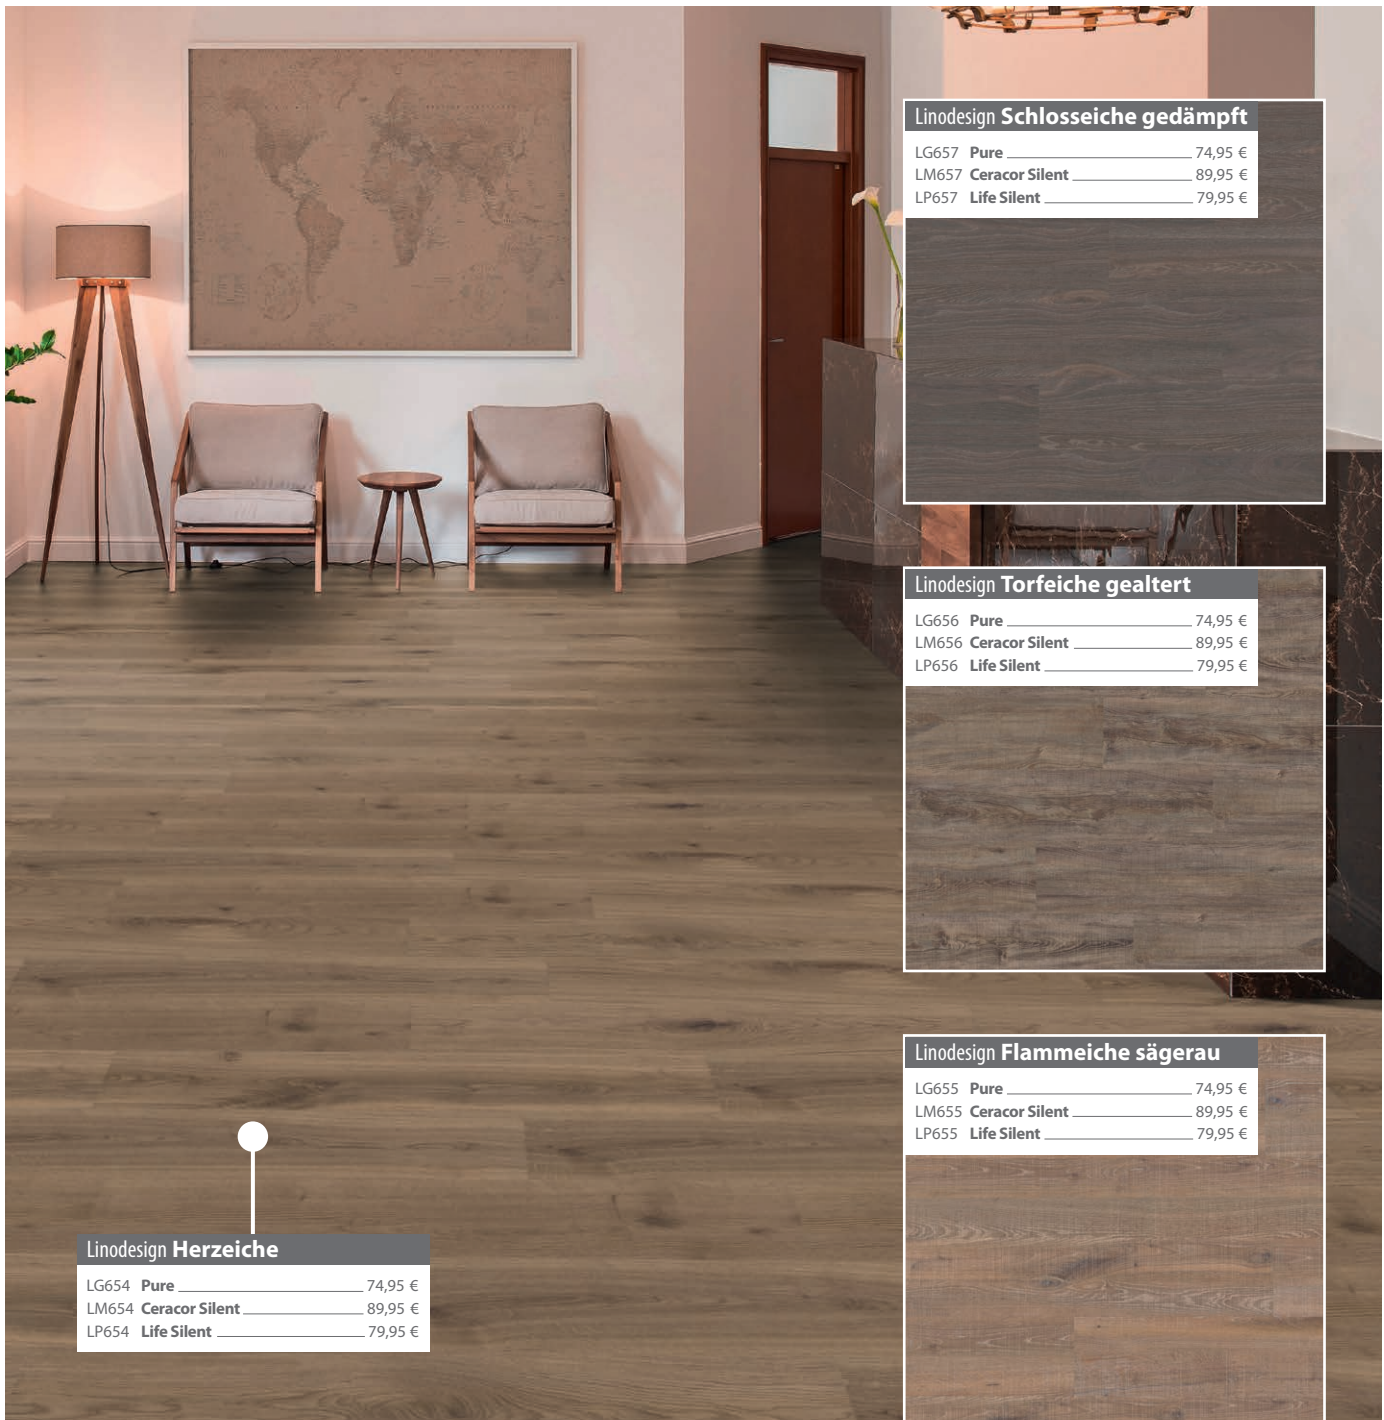 Linodesign Schlosseiche gedämpft
LG657 Pure 74,95 €
LM657 Ceracor Silent 89,95 €
LP657 Life Silent 79,95 €
Linodesign Torfeiche gealtert
LG656 Pure 74,95 €
LM656 Ceracor Silent 89,95 €
LP656 Life Silent 79,95 €
Linodesign Flammeiche sägerau
LG655 Pure 74,95 €
LM655 Ceracor Silent 89,95 €
LP655 Life Silent 79,95 €
Linodesign Herzeiche
LG654 Pure 74,95 €
LM654 Ceracor Silent 89,95 €
LP654 Life Silent 79,95 €